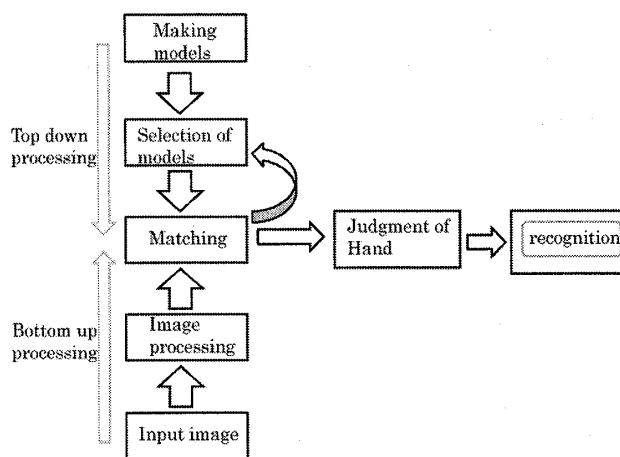 Making
models
Top down
processing
Selection of
models
Matching
Judgment of
Hand
recognition
Bottom up
processing
Image
processing
Input image